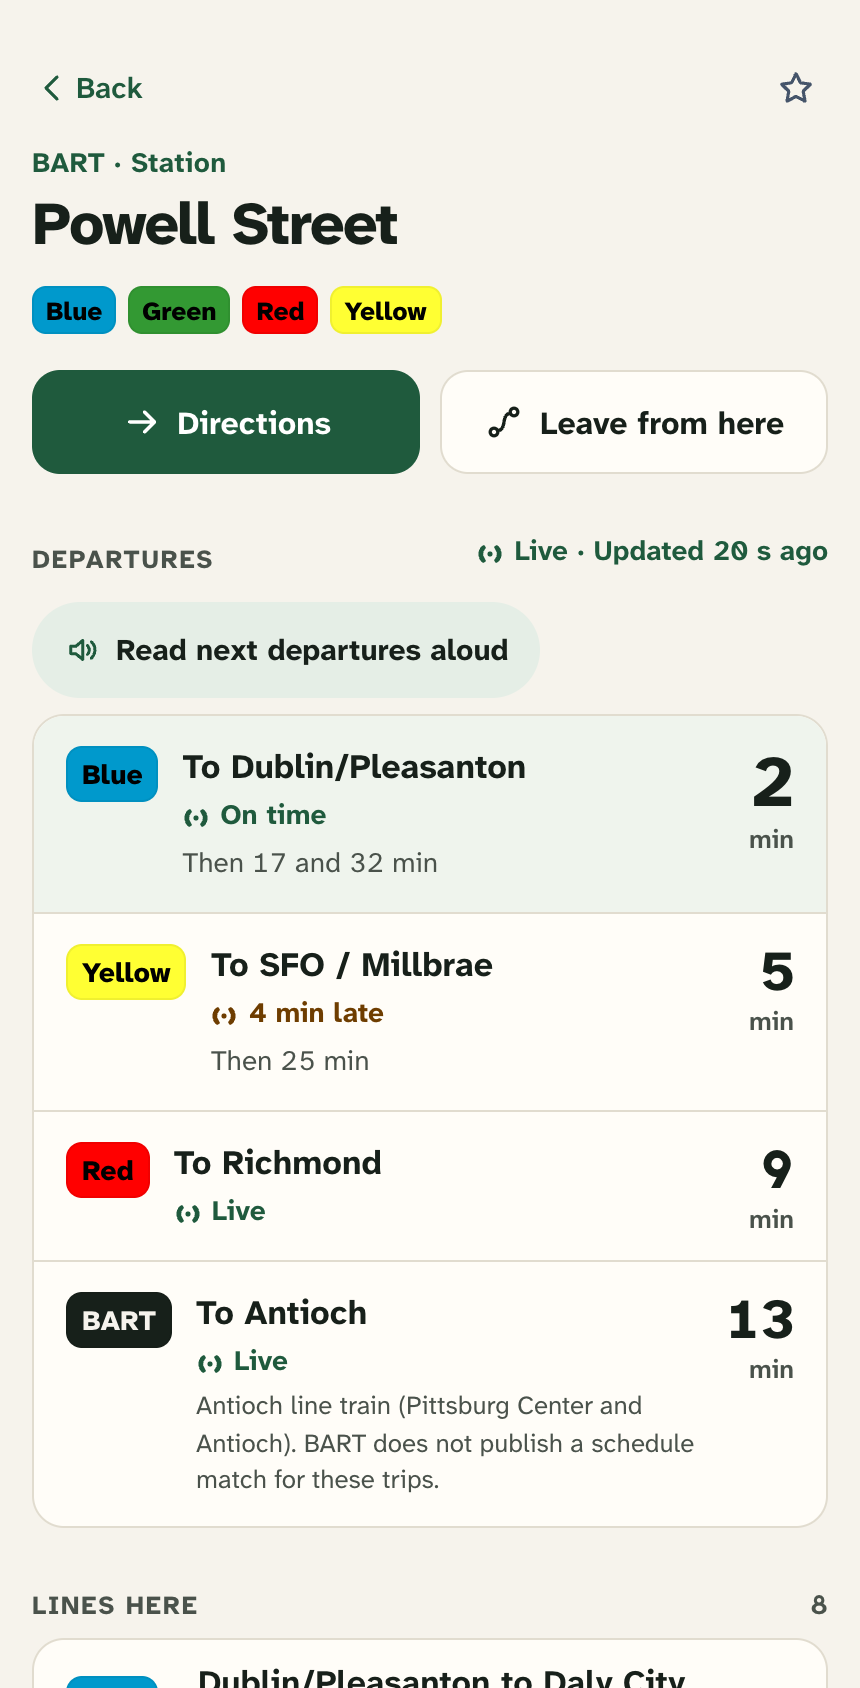 Back
BART · Station
Powell Street
Blue Green Red Yellow
Directions
Leave from here
DEPARTURES
Live · Updated 20 s ago
Read next departures aloud
Blue To Dublin/Pleasanton 2
On time min
Then 17 and 32 min
Yellow To SFO / Millbrae 5
4 min late min
Then 25 min
Red To Richmond 9
Live min
BART To Antioch 13
Live min
Antioch line train (Pittsburg Center and
Antioch). BART does not publish a schedule
match for these trips.
LINES HERE 8
Dublin/Pleasanton to Daly City